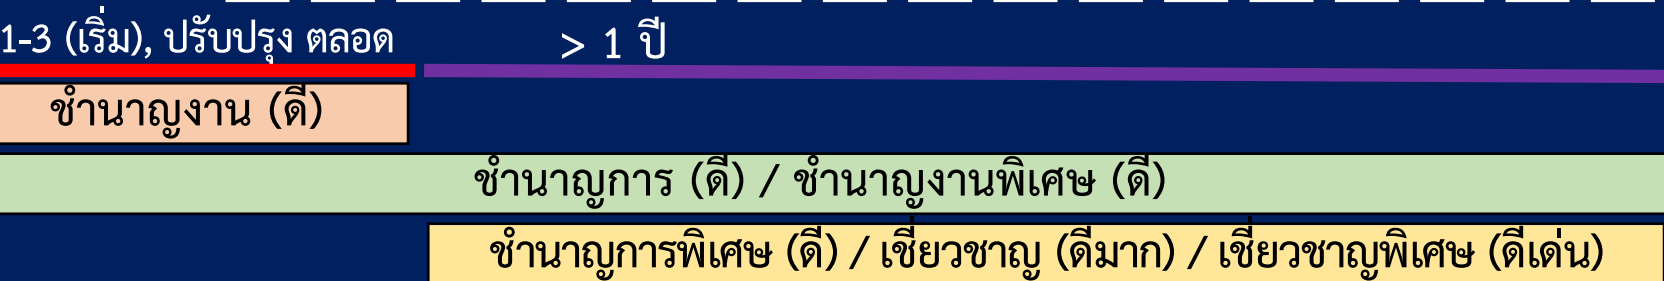 1-3 (เริ่ม), ปรับปรุง ตลอด
> 1 ปี
ชำนาญงาน (ดี)
ชำนาญการ (ดี) / ชำนาญงานพิเศษ (ดี)
ชำนาญการพิเศษ (ดี) / เชี่ยวชาญ (ดีมาก) / เชี่ยวชาญพิเศษ (ดีเด่น)